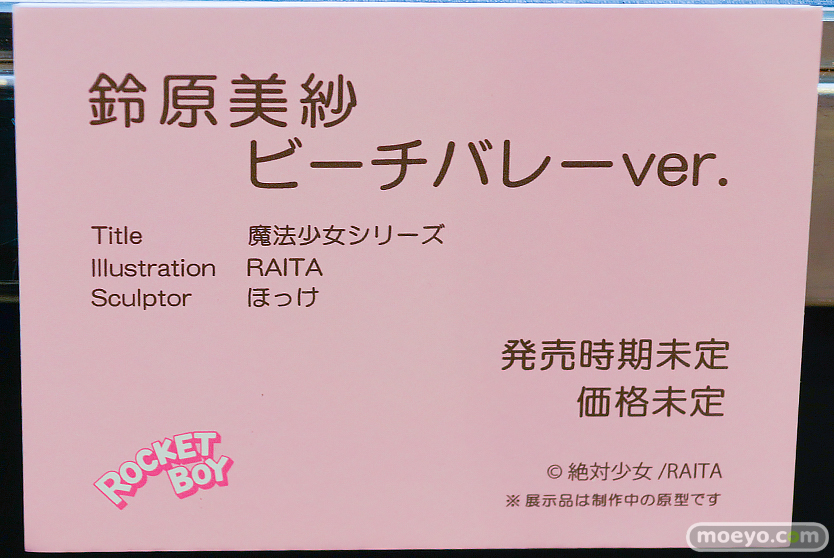 鈴原美紗
ビーチバレーver.
Title 魔法少女シリーズ
Illustration RAITA
Sculptor ほっけ
発売時期未定
価格未定
ROCKET
BOY
© 絶対少女/RAITA
※展示品は制作中の原型です
moeyo.com